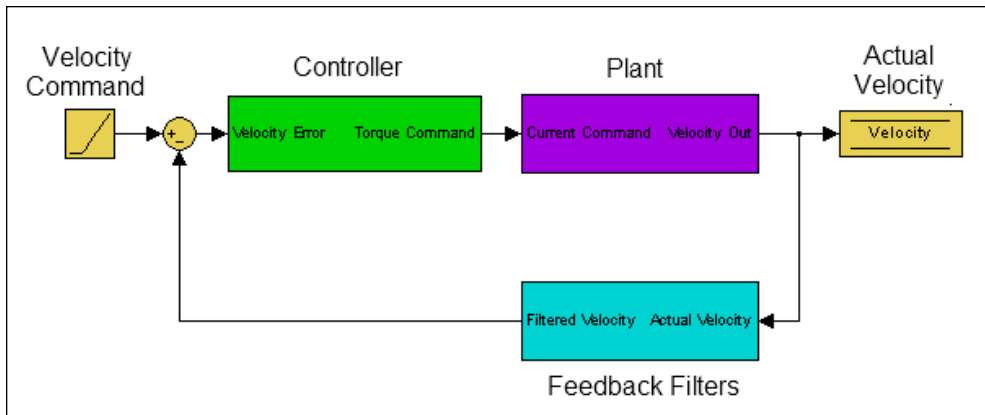 Velocity
Command
Controller
Plant
Actual
Velocity
+
−
Velocity Error
Torque Command
Current Command
Velocity Out
Velocity
Filtered Velocity
Actual Velocity
Feedback Filters